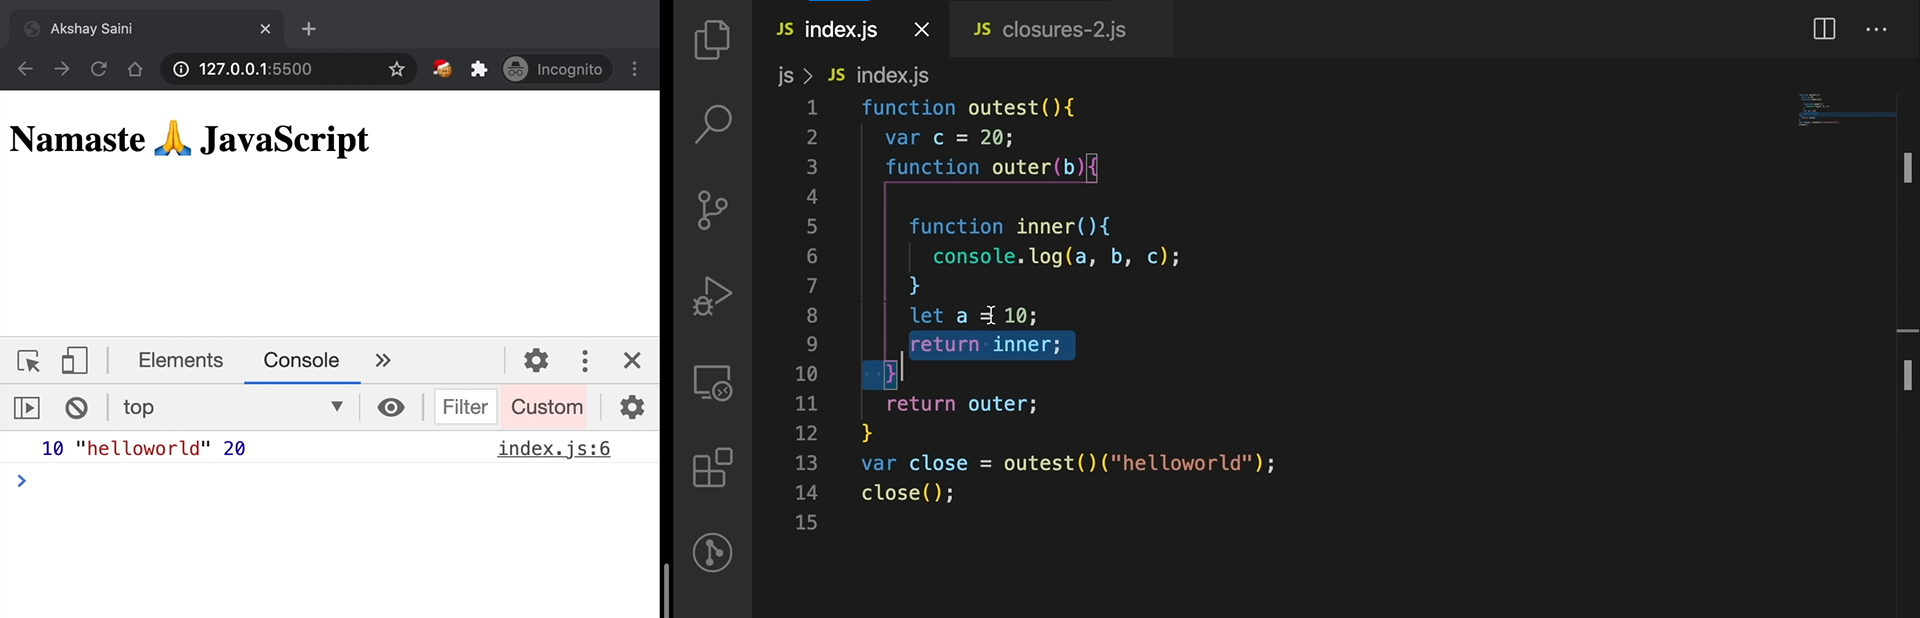 Akshay Saini
127.0.0.1:5500
Incognito
Namaste 🙏 JavaScript
Elements
Console
top
Filter
Custom
10 "helloworld" 20
index.js:6
>
JS index.js
JS closures-2.js
js > JS index.js
1 function outest(){
2 var c = 20;
3 function outer(b){
4
5 function inner(){
6 console.log(a, b, c);
7 }
8 let a = 10;
9 return inner;
10 }
11 return outer;
12 }
13 var close = outest()("helloworld");
14 close();
15